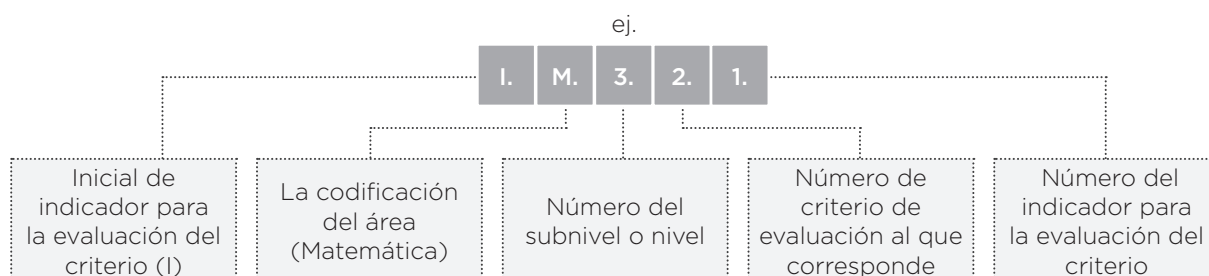 ej.
I. M. 3. 2. 1.
Inicial de
indicador para
la evaluación del
criterio (I)
La codificación
del área
(Matemática)
Número del
subnivel o nivel
Número de
criterio de
evaluación al que
corresponde
Número del
indicador para
la evaluación del
criterio